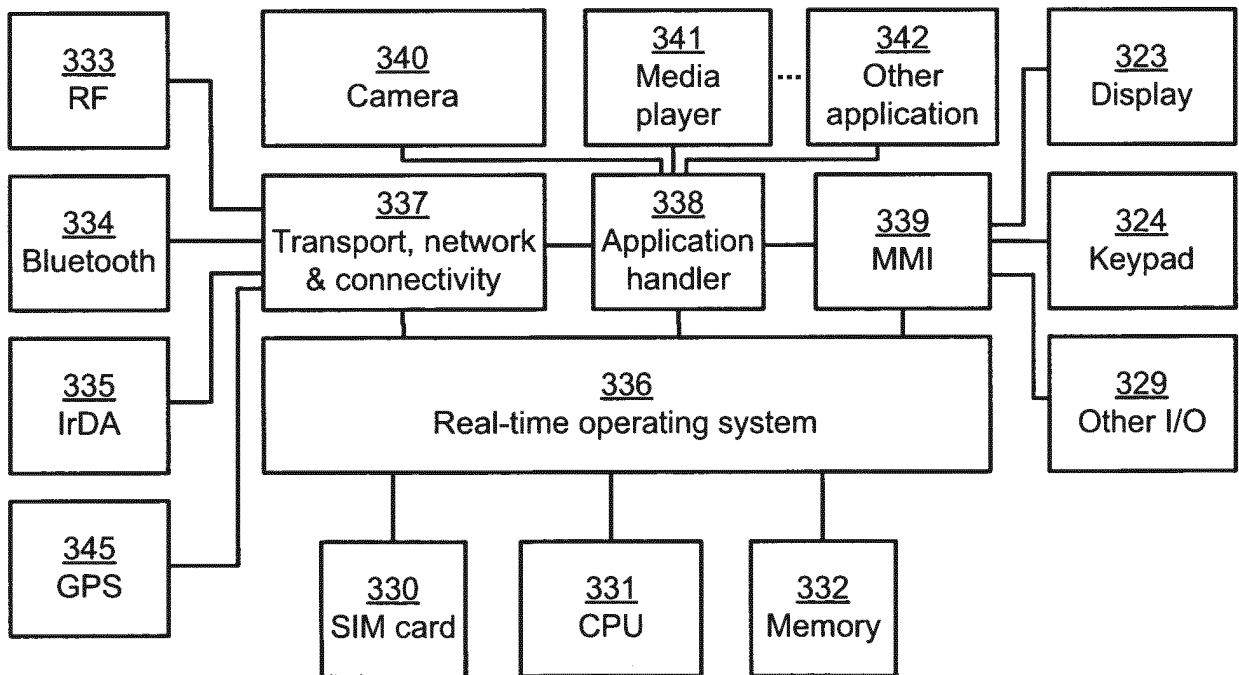 333
RF
340
Camera
341
Media
player
...
342
Other
application
323
Display
334
Bluetooth
337
Transport, network
& connectivity
338
Application
handler
339
MMI
324
Keypad
335
IrDA
336
Real-time operating system
329
Other I/O
345
GPS
330
SIM card
331
CPU
332
Memory